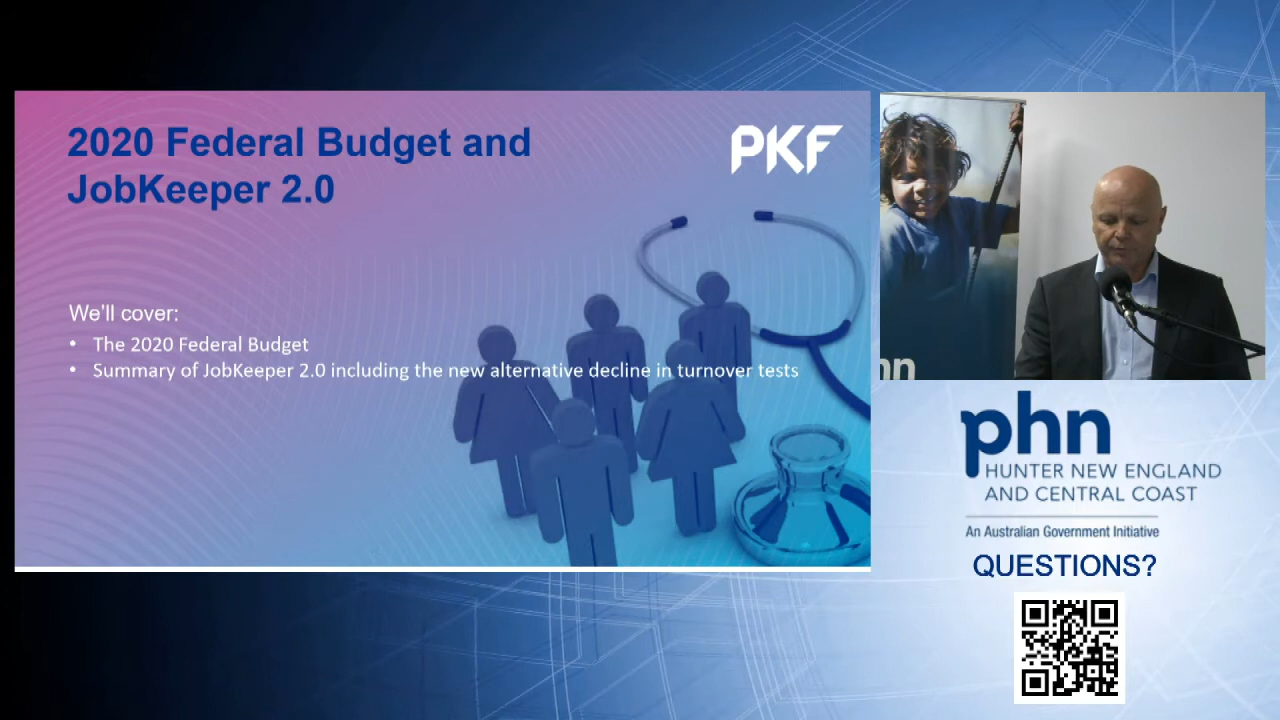 2020 Federal Budget and
JobKeeper 2.0
PKF
We'll cover:
• The 2020 Federal Budget
• Summary of JobKeeper 2.0 including the new alternative decline in turnover tests
hn
phn
HUNTER NEW ENGLAND
AND CENTRAL COAST
An Australian Government Initiative
QUESTIONS?